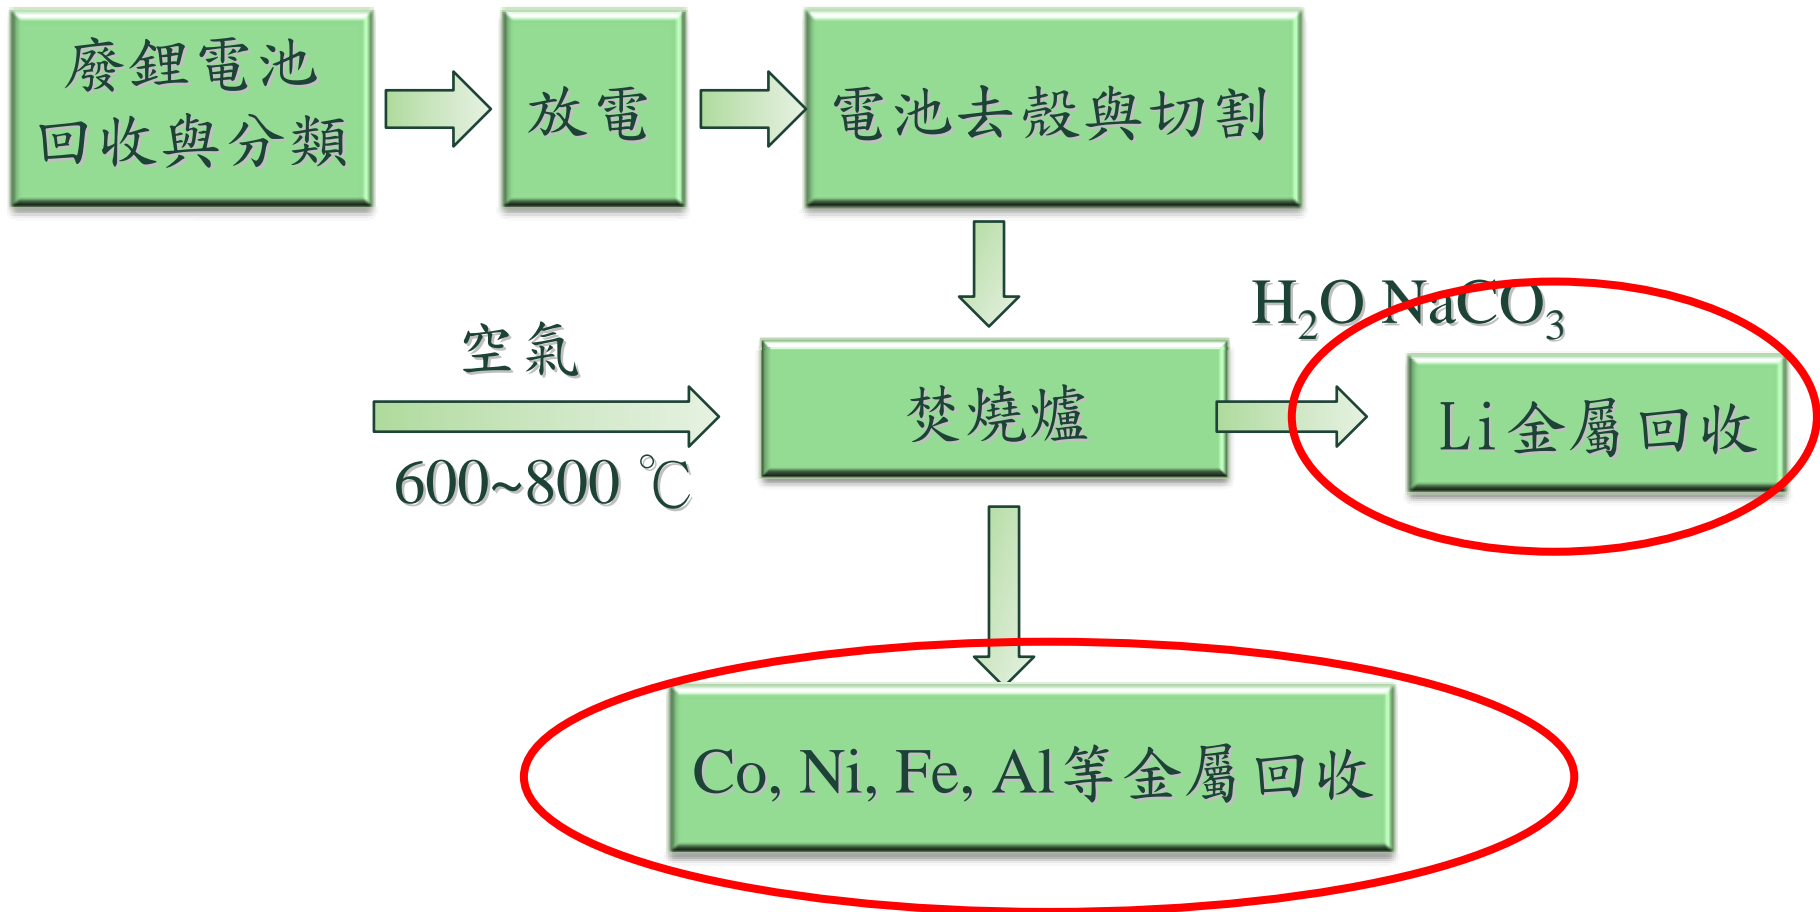 廢鋰電池
回收與分類
放電
電池去殼與切割
H₂O NaCO₃
空氣
600~800 ℃
焚燒爐
Li金屬回收
Co, Ni, Fe, Al等金屬回收